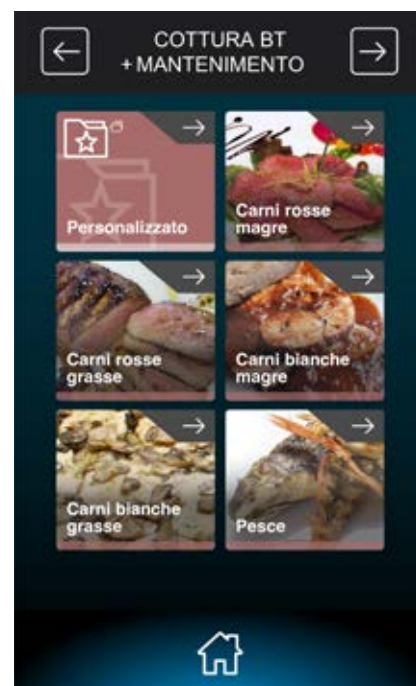 COTTURA BT
+ MANTENIMENTO
Personalizzato
Carni rosse
magre
Carni rosse
grasse
Carni bianche
magre
Carni bianche
grasse
Pesce